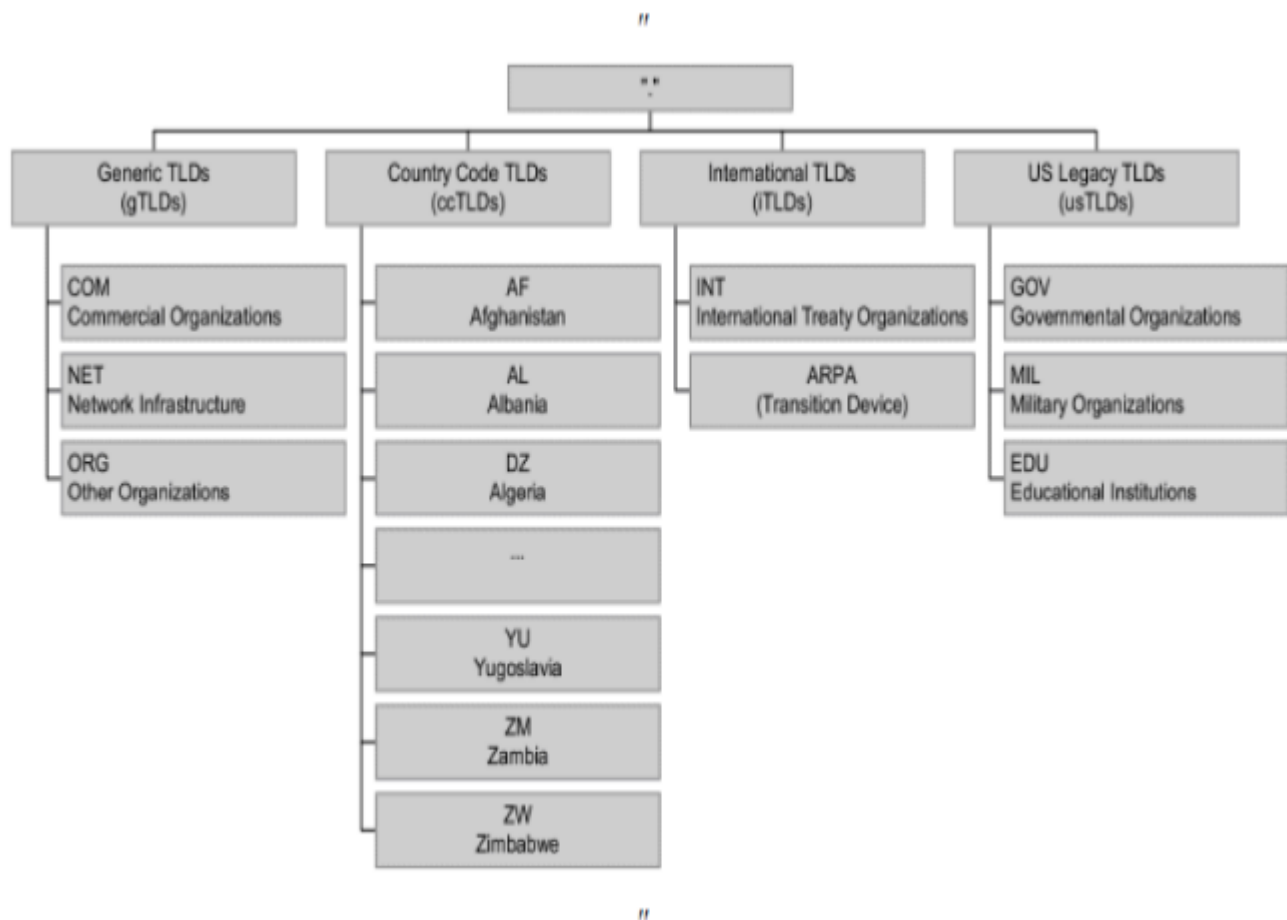 "
"."
Generic TLDs
(gTLDs)
COM
Commercial Organizations
NET
Network Infrastructure
ORG
Other Organizations
Country Code TLDs
(ccTLDs)
AF
Afghanistan
AL
Albania
DZ
Algeria
...
YU
Yugoslavia
ZM
Zambia
ZW
Zimbabwe
International TLDs
(iTLDs)
INT
International Treaty Organizations
ARPA
(Transition Device)
US Legacy TLDs
(usTLDs)
GOV
Governmental Organizations
MIL
Military Organizations
EDU
Educational Institutions
"